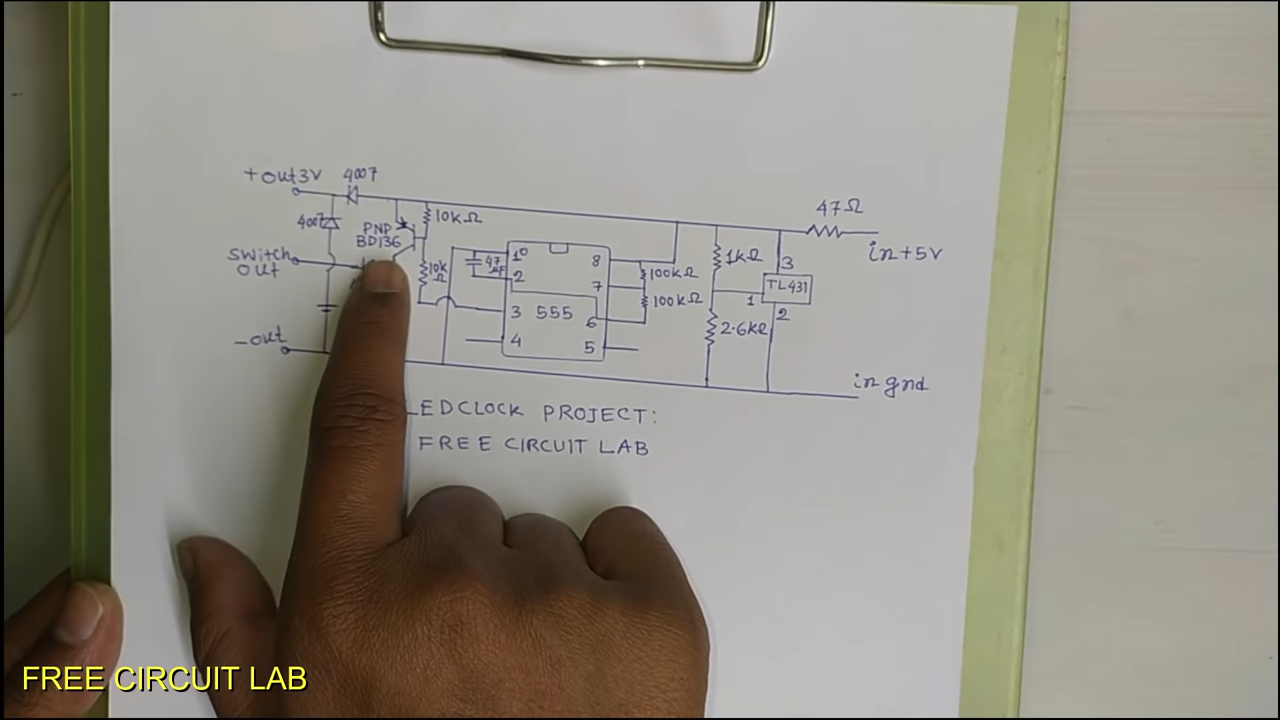 +out3v 4007
4007
PNP
BD136
10kΩ
switch
out
10k
Ω
-out
47
μF
1
2
3
4
555
8
7
6
5
100kΩ
100kΩ
1kΩ
2.6kΩ
1
3
TL431
2
47Ω
in+5v
in gnd
LEDCLOCK PROJECT:
FREE CIRCUIT LAB
FREE CIRCUIT LAB